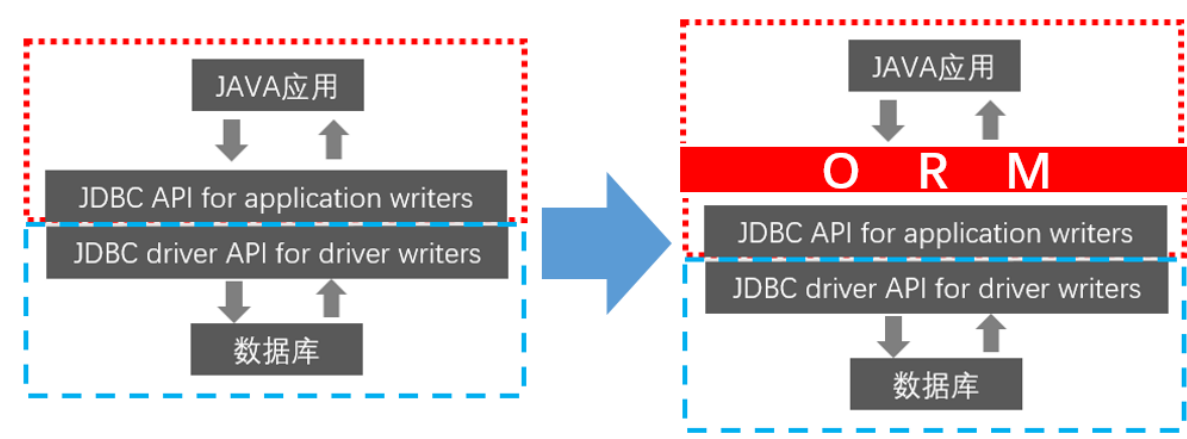 JAVA应用
JDBC API for application writers
JDBC driver API for driver writers
数据库
JAVA应用
O R M
JDBC API for application writers
JDBC driver API for driver writers
数据库